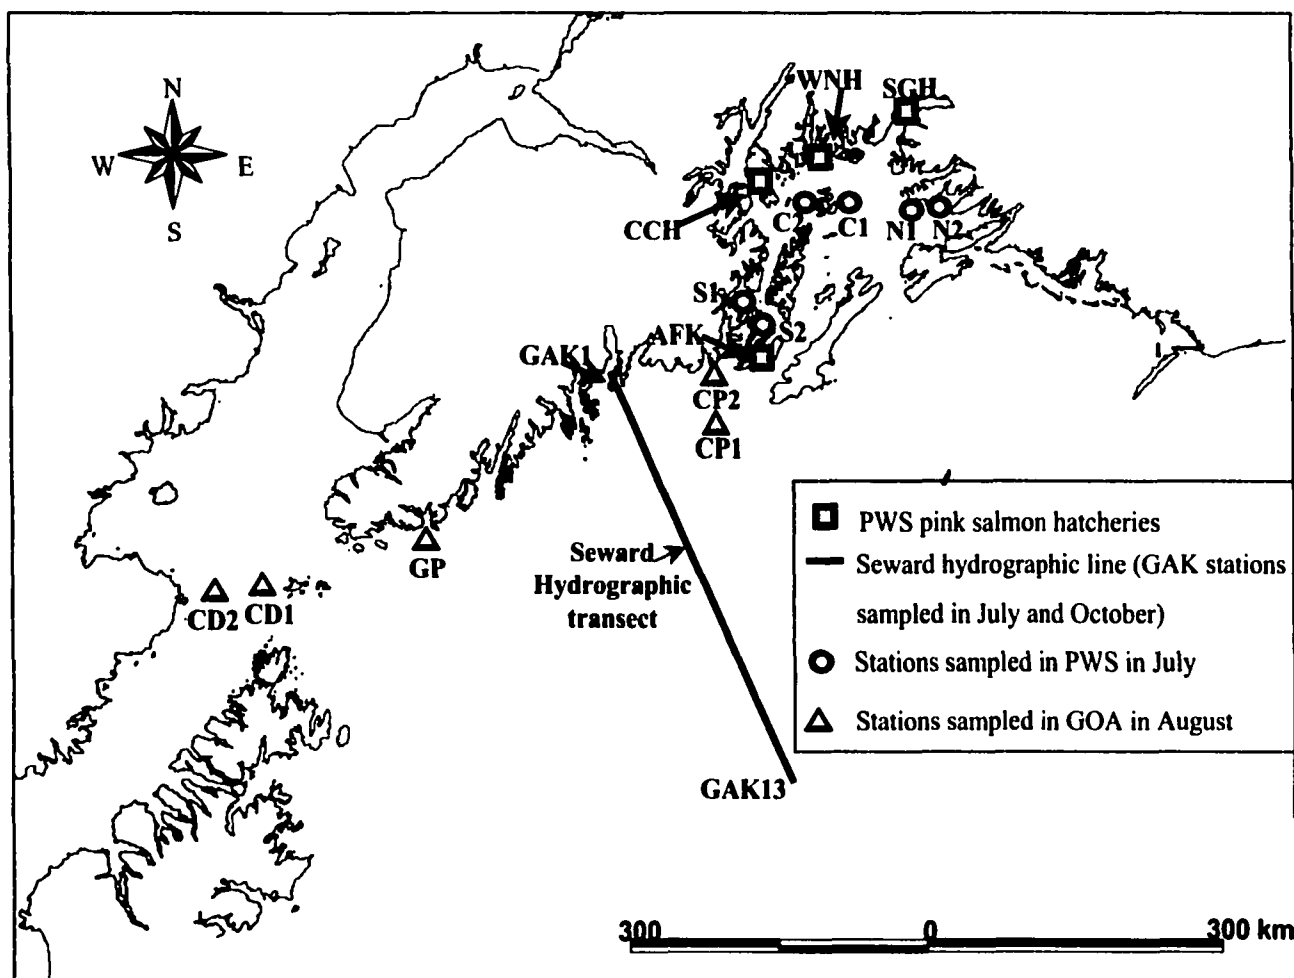 N
W E
S
WNH
SGH
CCH
C2
C1
N1
N2
S1
S2
AFK
GAK1
CP2
CP1
GP
CD2
CD1
Seward
Hydrographic
transect
GAK13
PWS pink salmon hatcheries
Seward hydrographic line (GAK stations
sampled in July and October)
Stations sampled in PWS in July
Stations sampled in GOA in August
300 0 300 km